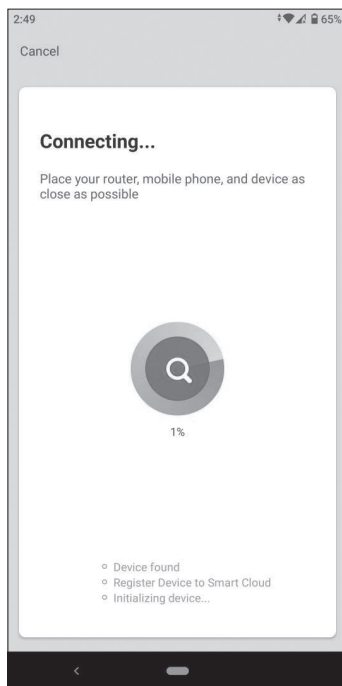 2:49
65%
Cancel
Connecting...
Place your router, mobile phone, and device as
close as possible
1%
Device found
Register Device to Smart Cloud
Initializing device...